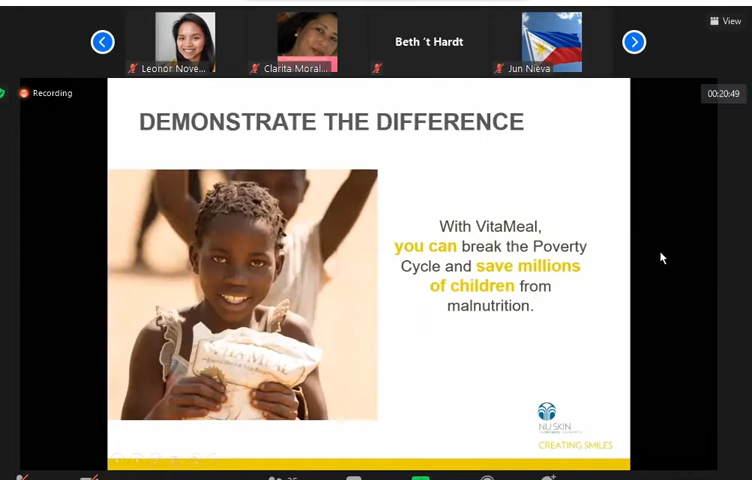 View
Beth 't Hardt
Leonor Nove...
Clarita Moral...
Jun Nieva
Recording
00:20:49
DEMONSTRATE THE DIFFERENCE
With VitaMeal,
you can break the Poverty
Cycle and save millions
of children from
malnutrition.
VITAMEAL
NU SKIN
CREATING SMILES